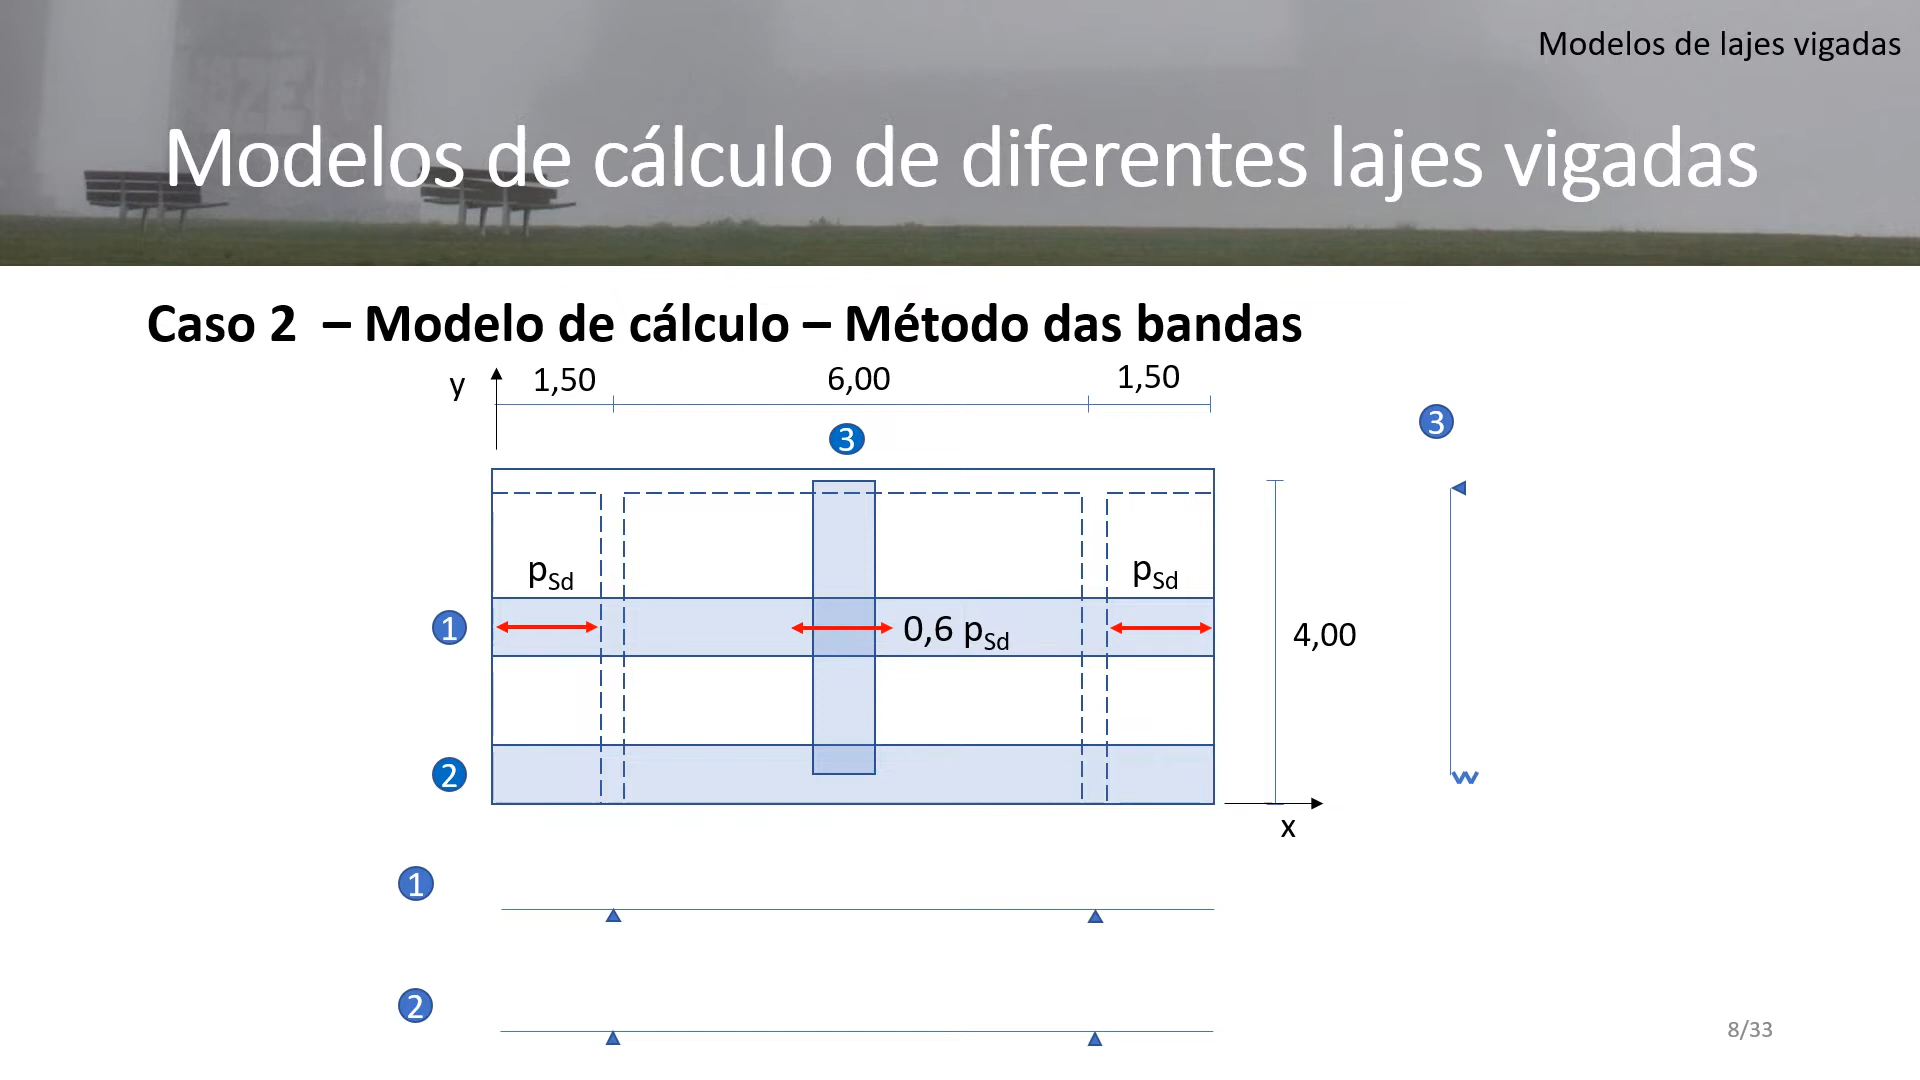 Modelos de lajes vigadas
Modelos de cálculo de diferentes lajes vigadas
Caso 2 – Modelo de cálculo – Método das bandas
y
1,50
6,00
1,50
3
3
pSd
pSd
1
0,6 pSd
4,00
2
x
1
2
8/33